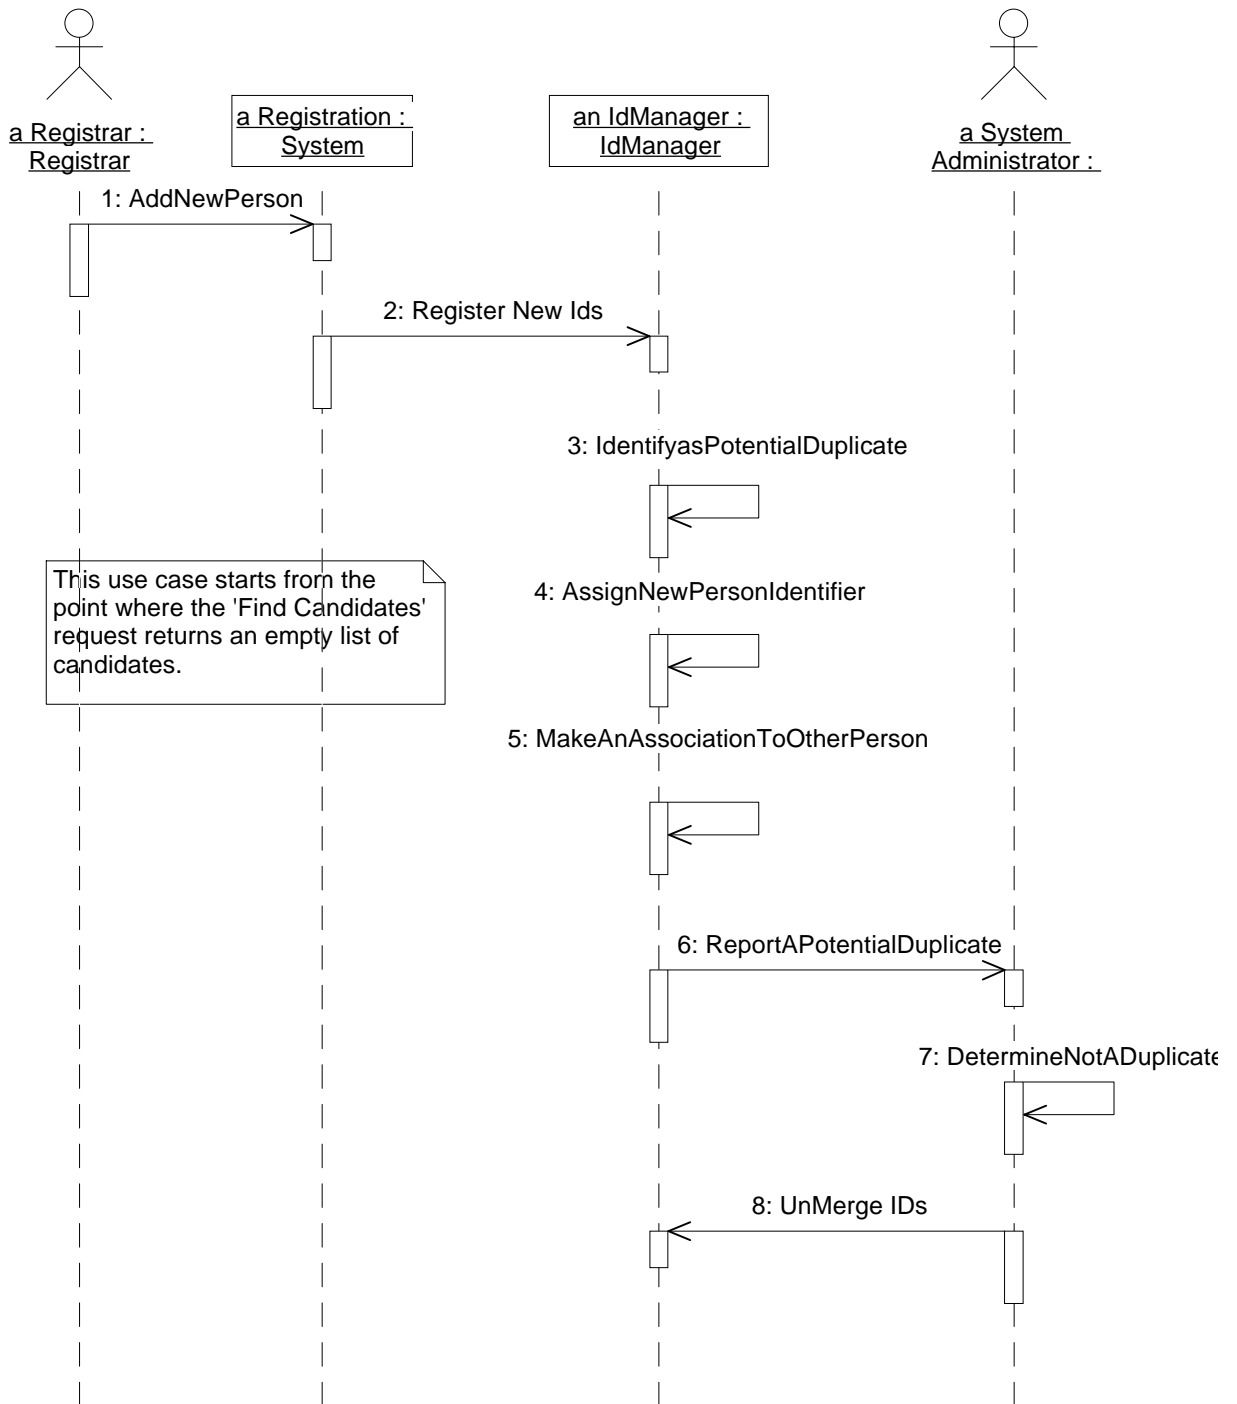 a Registrar :
Registrar
a Registration :
System
an IdManager :
IdManager
a System
Administrator :
1: AddNewPerson
2: Register New Ids
3: IdentifyasPotentialDuplicate
This use case starts from the
point where the 'Find Candidates'
request returns an empty list of
candidates.
4: AssignNewPersonIdentifier
5: MakeAnAssociationToOtherPerson
6: ReportAPotentialDuplicate
7: DetermineNotADuplicate
8: UnMerge IDs